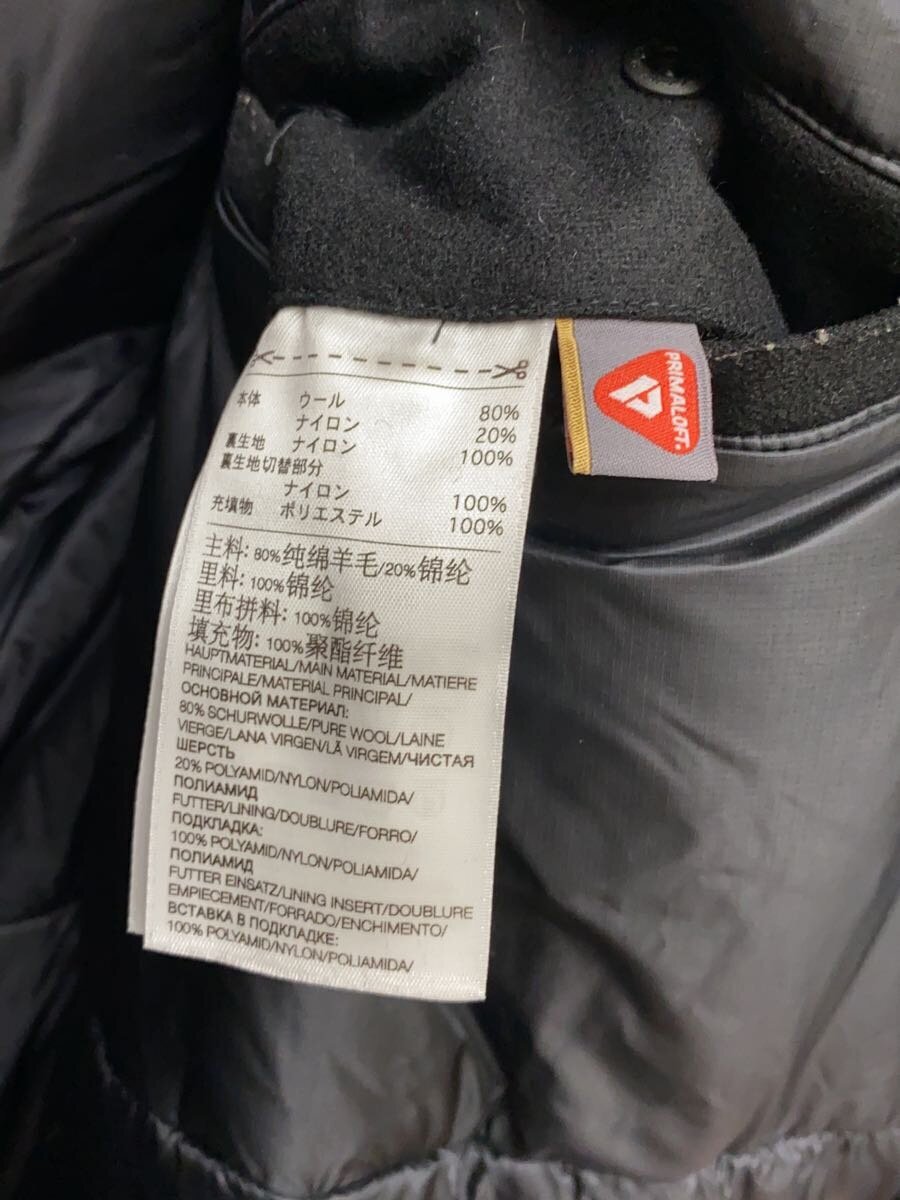 本体 ウール 80%
ナイロン 20%
裏生地 ナイロン 100%
裏生地切替部分
ナイロン 100%
充填物 ポリエステル 100%
主料: 80%纯绵羊毛/20%锦纶
里料: 100%锦纶
里布拼料: 100%锦纶
填充物: 100%聚酯纤维
HAUPTMATERIAL/MAIN MATERIAL/MATIERE
PRINCIPALE/MATERIAL PRINCIPAL/
ОСНОВНОЙ МАТЕРИАЛ:
80% SCHURWOLLE/PURE WOOL/LAINE
VIERGE/LANA VIRGEN/LÃ VIRGEM/ЧИСТАЯ
ШЕРСТЬ
20% POLYAMID/NYLON/POLIAMIDA/
ПОЛИАМИД
FUTTER/LINING/DOUBLURE/FORRO/
ПОДКЛАДКА:
100% POLYAMID/NYLON/POLIAMIDA/
ПОЛИАМИД
FUTTER EINSATZ/LINING INSERT/DOUBLURE
EMPIECEMENT/FORRADO/ENCHIMENTO/
ВСТАВКА В ПОДКЛАДКЕ:
100% POLYAMID/NYLON/POLIAMIDA/
PRIMALOFT.